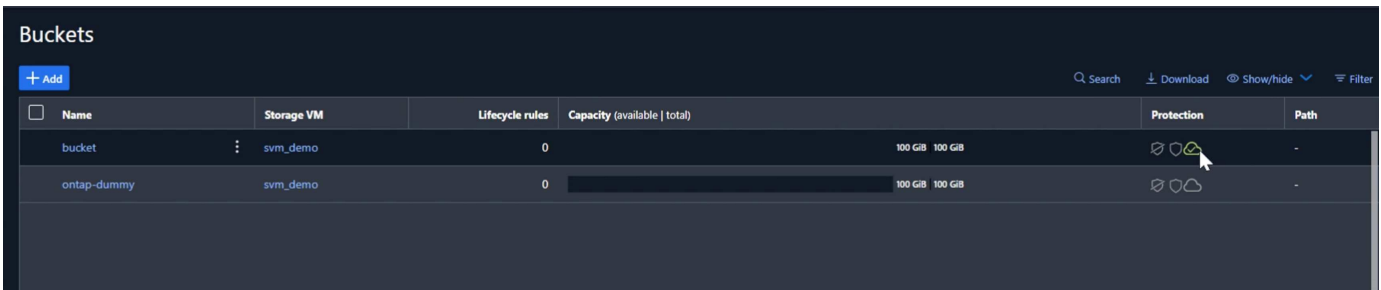 Buckets
+ Add
Search Download Show/hide Filter
Name Storage VM Lifecycle rules Capacity (available | total) Protection Path
bucket svm_demo 0 100 GiB 100 GiB -
ontap-dummy svm_demo 0 100 GiB 100 GiB -